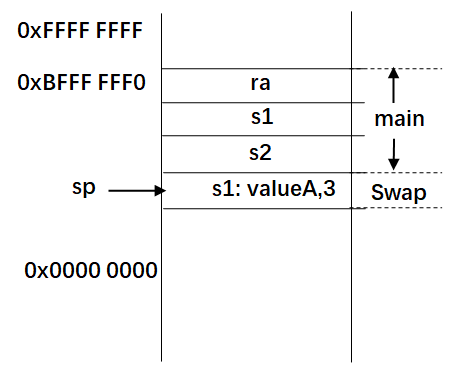 0xFFFF FFFF
0xBFFF FFF0
ra
s1
main
s2
sp
s1: valueA,3
Swap
0x0000 0000